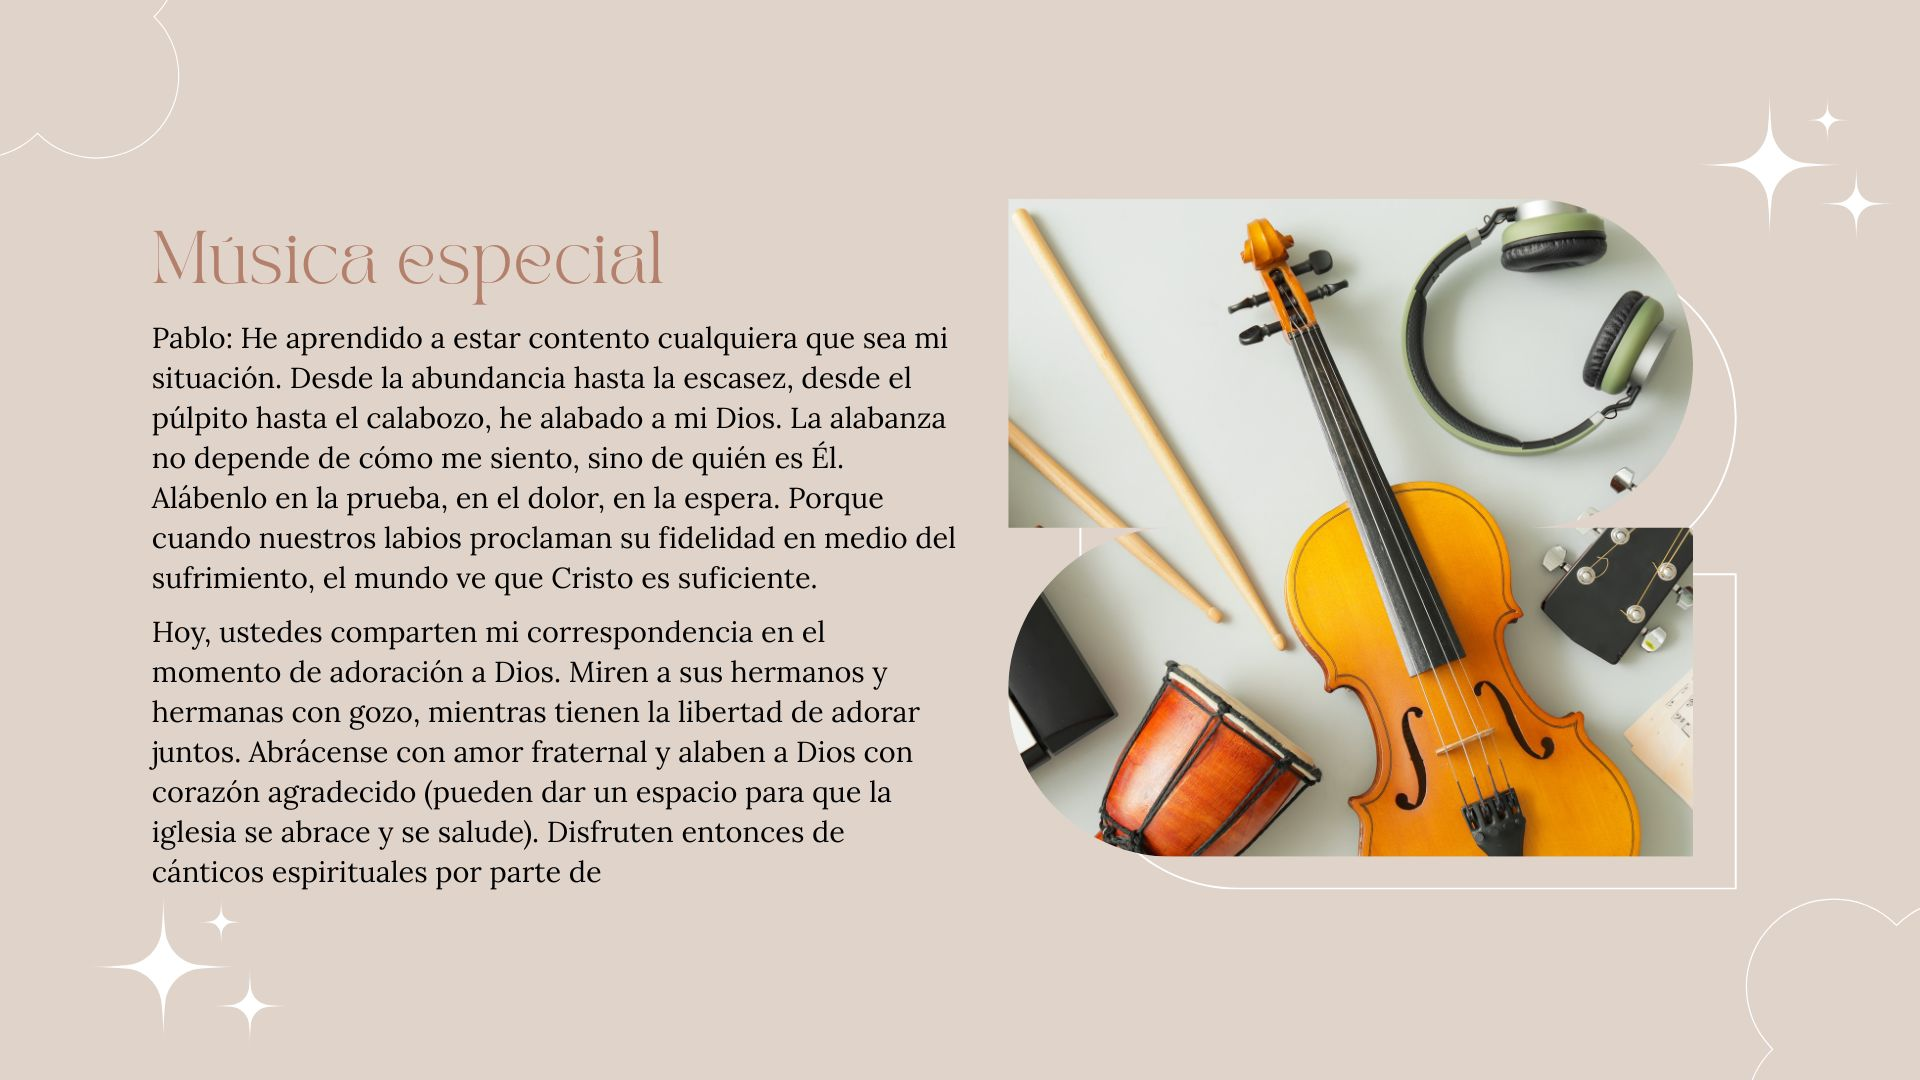 Música especial
Pablo: He aprendido a estar contento cualquiera que sea mi
situación. Desde la abundancia hasta la escasez, desde el
púlpito hasta el calabozo, he alabado a mi Dios. La alabanza
no depende de cómo me siento, sino de quién es Él.
Alábenlo en la prueba, en el dolor, en la espera. Porque
cuando nuestros labios proclaman su fidelidad en medio del
sufrimiento, el mundo ve que Cristo es suficiente.
Hoy, ustedes comparten mi correspondencia en el
momento de adoración a Dios. Miren a sus hermanos y
hermanas con gozo, mientras tienen la libertad de adorar
juntos. Abrácense con amor fraternal y alaben a Dios con
corazón agradecido (pueden dar un espacio para que la
iglesia se abrace y se salude). Disfruten entonces de
cánticos espirituales por parte de